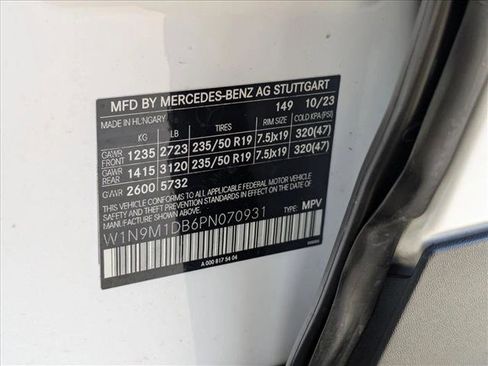 MFD BY MERCEDES-BENZ AG STUTTGART
149 10/23
MADE IN HUNGARY
KG LB TIRES RIM SIZE COLD KPA (PSI)
GAWR FRONT 1235 2723 235/50 R19 7.5Jx19 320(47)
GAWR REAR 1415 3120 235/50 R19 7.5Jx19 320(47)
GVWR 2600 5732
THIS VEHICLE CONFORMS TO ALL APPLICABLE FEDERAL MOTOR VEHICLE
SAFETY AND THEFT PREVENTION STANDARDS IN EFFECT ON THE DATE OF
MANUFACTURE SHOWN ABOVE.
W1N9M1DB6PN070931 TYPE: MPV
A 000 817 54 04